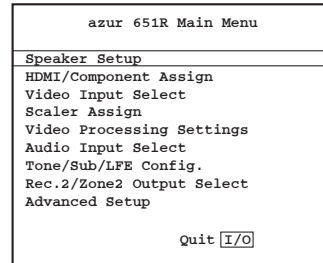 azur 651R Main Menu
Speaker Setup
HDMI/Component Assign
Video Input Select
Scaler Assign
Video Processing Settings
Audio Input Select
Tone/Sub/LFE Config.
Rec.2/Zone2 Output Select
Advanced Setup
Quit I/O